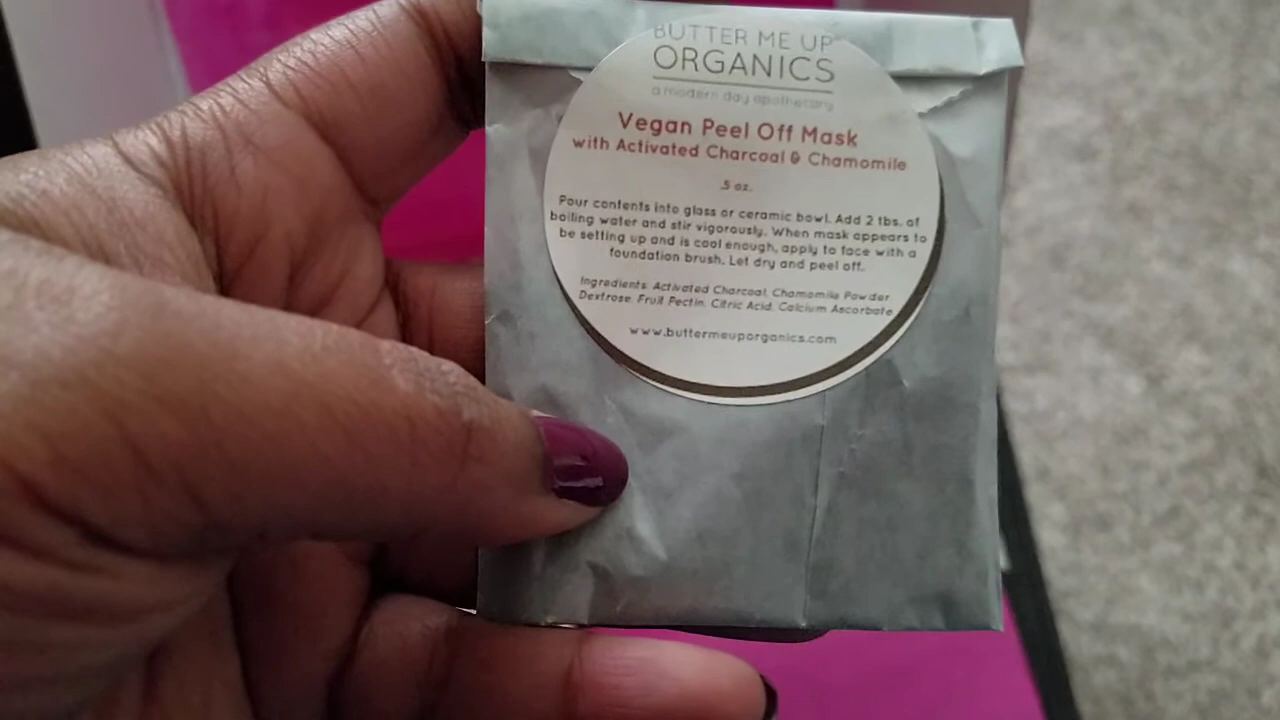 BUTTER ME UP
ORGANICS
a modern day apothecary
Vegan Peel Off Mask
with Activated Charcoal & Chamomile
.5 oz.
Pour contents into glass or ceramic bowl. Add 2 tbs. of
boiling water and stir vigorously. When mask appears to
be setting up and is cool enough, apply to face with a
foundation brush. Let dry and peel off.
Ingredients: Activated Charcoal, Chamomile Powder
Dextrose, Fruit Pectin, Citric Acid, Calcium Ascorbate
www.buttermeuporganics.com